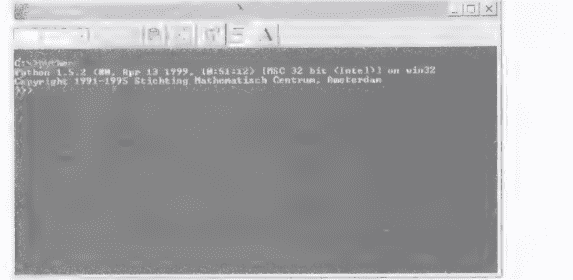 C:\>python
Python 1.5.2 (#0, Apr 13 1999, 10:51:12) [MSC 32 bit (Intel)] on win32
Copyright 1991-1995 Stichting Mathematisch Centrum, Amsterdam
>>>